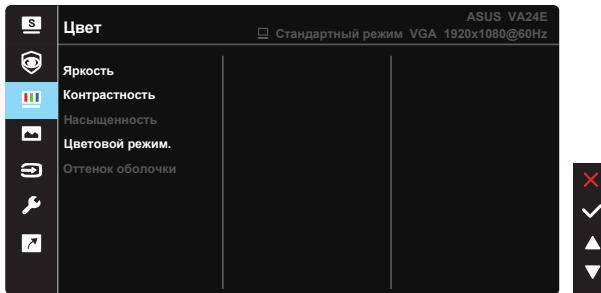 S
ASUS VA24E
Цвет
Стандартный режим VGA 1920x1080@60Hz
Яркость
Контрастность
Насыщенность
Цветовой режим.
Оттенок оболочки